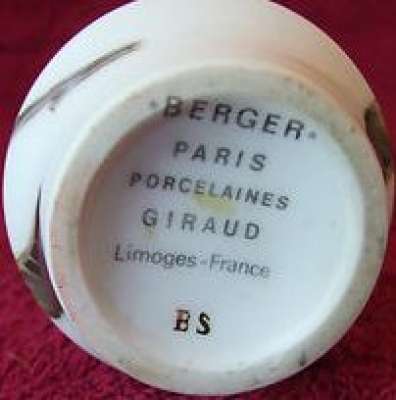 •BERGER•
PARIS
PORCELAINES
GIRAUD
Limoges-France
BS